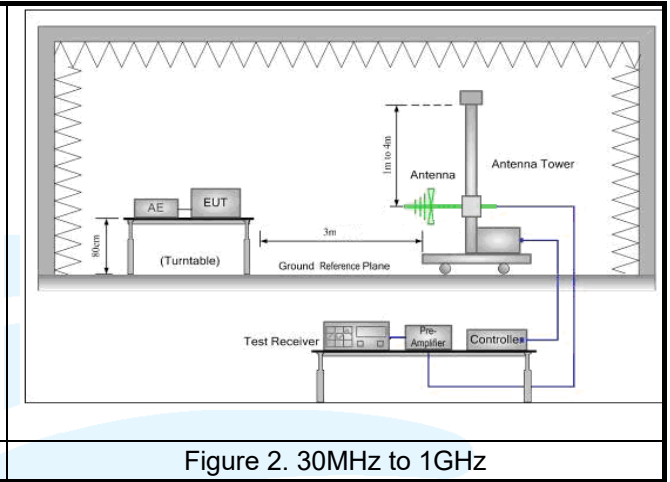 1m to 4m
Antenna
Antenna Tower
AE
EUT
80cm
(Turntable)
3m
Ground Reference Plane
Test Receiver
Pre-
Amplifier
Controller
Figure 2. 30MHz to 1GHz